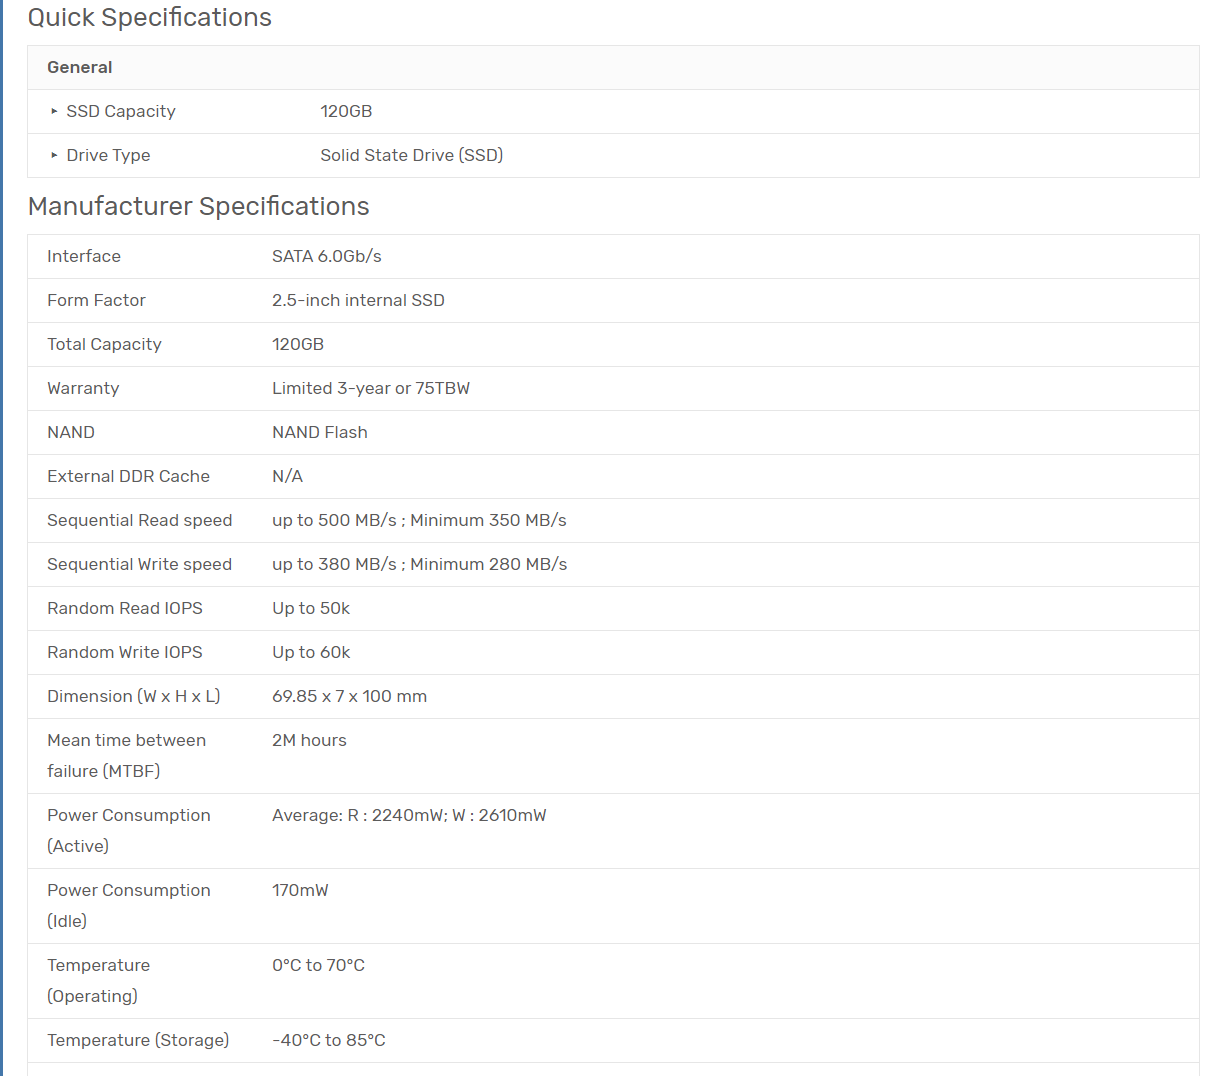 Quick Specifications
General
▸ SSD Capacity 120GB
▸ Drive Type Solid State Drive (SSD)
Manufacturer Specifications
Interface SATA 6.0Gb/s
Form Factor 2.5-inch internal SSD
Total Capacity 120GB
Warranty Limited 3-year or 75TBW
NAND NAND Flash
External DDR Cache N/A
Sequential Read speed up to 500 MB/s ; Minimum 350 MB/s
Sequential Write speed up to 380 MB/s ; Minimum 280 MB/s
Random Read IOPS Up to 50k
Random Write IOPS Up to 60k
Dimension (W x H x L) 69.85 x 7 x 100 mm
Mean time between 2M hours
failure (MTBF)
Power Consumption Average: R : 2240mW; W : 2610mW
(Active)
Power Consumption 170mW
(Idle)
Temperature 0°C to 70°C
(Operating)
Temperature (Storage) -40°C to 85°C